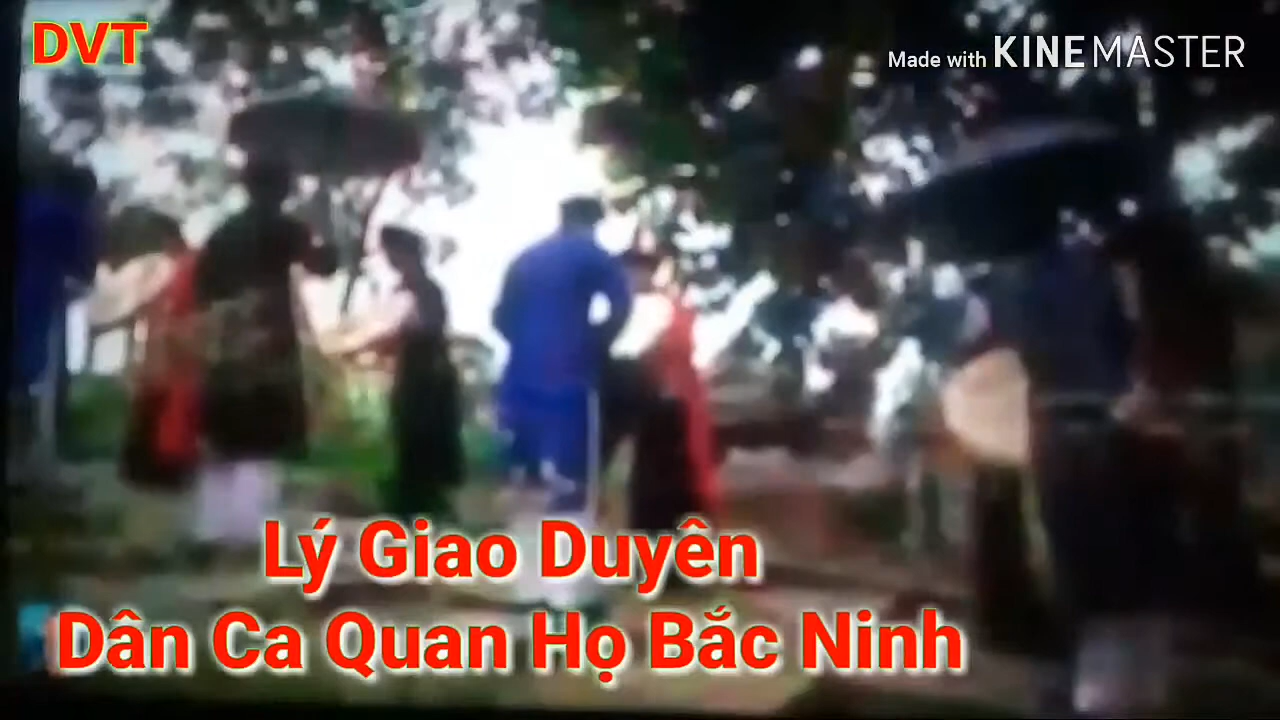 DVT
Made with KINEMASTER
Lý Giao Duyên
Dân Ca Quan Họ Bắc Ninh